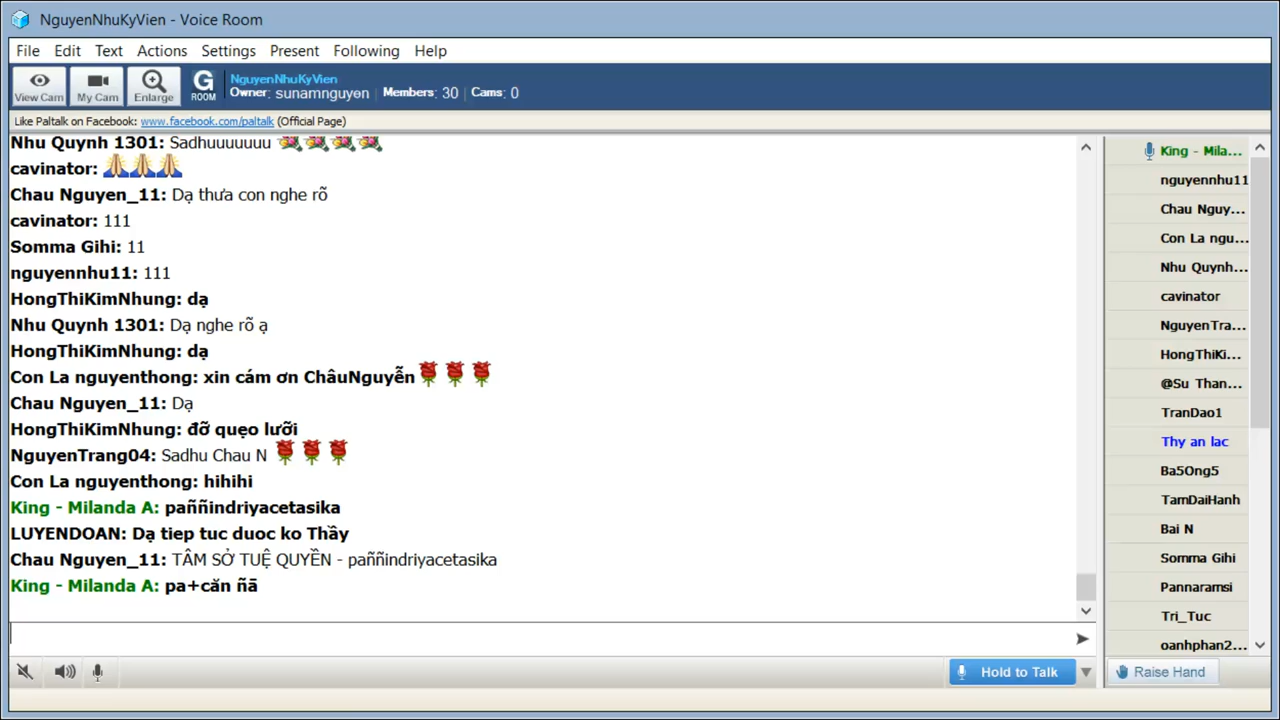 NguyenNhuKyVien - Voice Room
File Edit Text Actions Settings Present Following Help
View Cam
My Cam
Enlarge
G ROOM
NguyenNhuKyVien
Owner: sunamnguyen | Members: 30 | Cams: 0
Like Paltalk on Facebook: www.facebook.com/paltalk (Official Page)
Nhu Quynh 1301: Sadhuuuuuuu
cavinator:
Chau Nguyen_11: Dạ thưa con nghe rõ
cavinator: 111
Somma Gihi: 11
nguyennhu11: 111
HongThiKimNhung: dạ
Nhu Quynh 1301: Dạ nghe rõ ạ
HongThiKimNhung: dạ
Con La nguyenthong: xin cám ơn ChâuNguyễn
Chau Nguyen_11: Dạ
HongThiKimNhung: đỡ quẹo lưỡi
NguyenTrang04: Sadhu Chau N
Con La nguyenthong: hihihi
King - Milanda A: paññindriyacetasika
LUYENDOAN: Dạ tiep tuc duoc ko Thầy
Chau Nguyen_11: TÂM SỞ TUỆ QUYỀN - paññindriyacetasika
King - Milanda A: pa+căn ñā
King - Mila...
nguyennhu11
Chau Nguy...
Con La ngu...
Nhu Quynh...
cavinator
NguyenTra...
HongThiKi...
@Su Than...
TranDao1
Thy an lac
Ba5Ong5
TamDaiHanh
Bai N
Somma Gihi
Pannaramsi
Tri_Tuc
oanhphan2...
Hold to Talk
Raise Hand